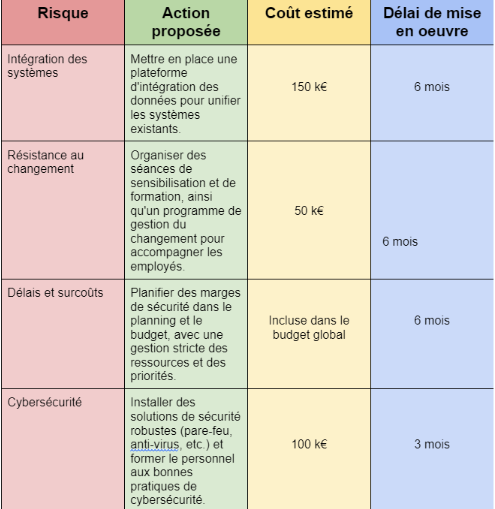 Risque
Action
proposée
Coût estimé
Délai de mise
en oeuvre
Intégration des
systèmes
Mettre en place une
plateforme
d'intégration des
données pour unifier
les systèmes
existants.
150 k€
6 mois
Résistance au
changement
Organiser des
séances de
sensibilisation et de
formation, ainsi
qu'un programme de
gestion du
changement pour
accompagner les
employés.
50 k€
6 mois
Délais et surcoûts
Planifier des marges
de sécurité dans le
planning et le
budget, avec une
gestion stricte des
ressources et des
priorités.
Incluse dans le
budget global
6 mois
Cybersécurité
Installer des
solutions de sécurité
robustes (pare-feu,
anti-virus, etc.) et
former le personnel
aux bonnes
pratiques de
cybersécurité.
100 k€
3 mois